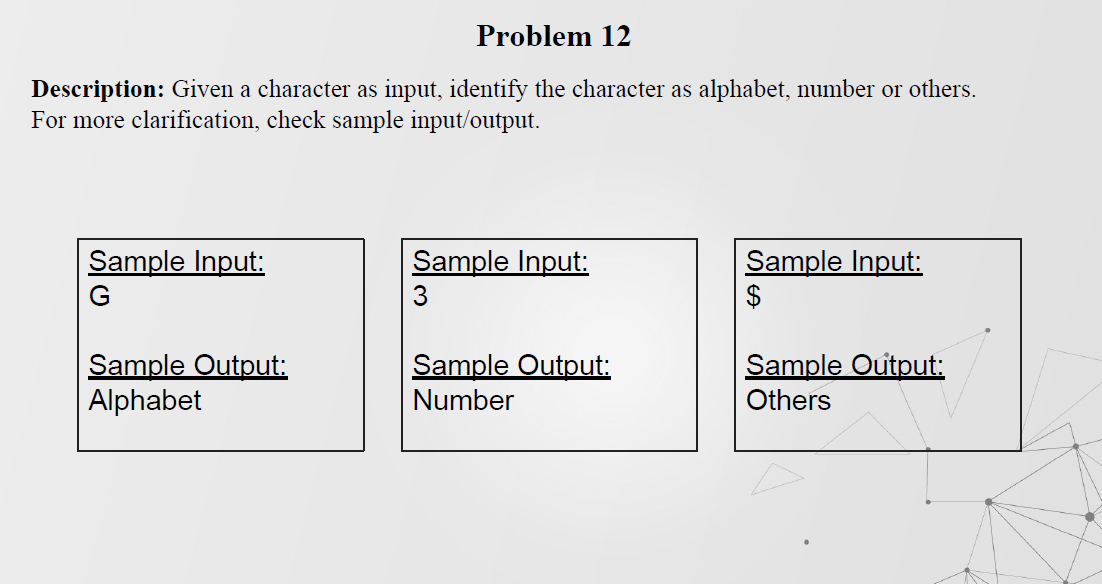 Problem 12
Description: Given a character as input, identify the character as alphabet, number or others.
For more clarification, check sample input/output.
Sample Input:
G
Sample Output:
Alphabet
Sample Input:
3
Sample Output:
Number
Sample Input:
$
Sample Output:
Others